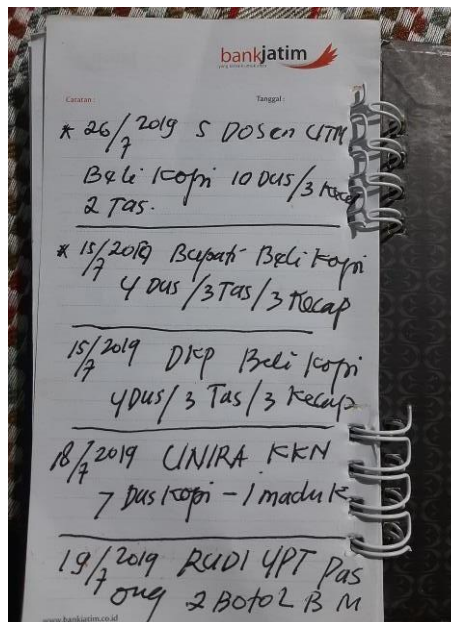 bankjatim
Catatan :
Tanggal :
* 26/7 2019 5 Dosen UTM
Beli Kopi 10 Dus/3 Kecap
2 Tas.
* 15/7 2019 Bupati Beli Kopi
4 Dus/3 Tas/3 Kecap
15/7 2019 DKP Beli Kopi
4 Dus/3 Tas/3 Kecap
18/7 2019 UNIRA KKN
7 Dus Kopi - 1 madu K
19/7 2019 RUDI UPT Pas
ong 2 Botol B M
www.bankjatim.co.id